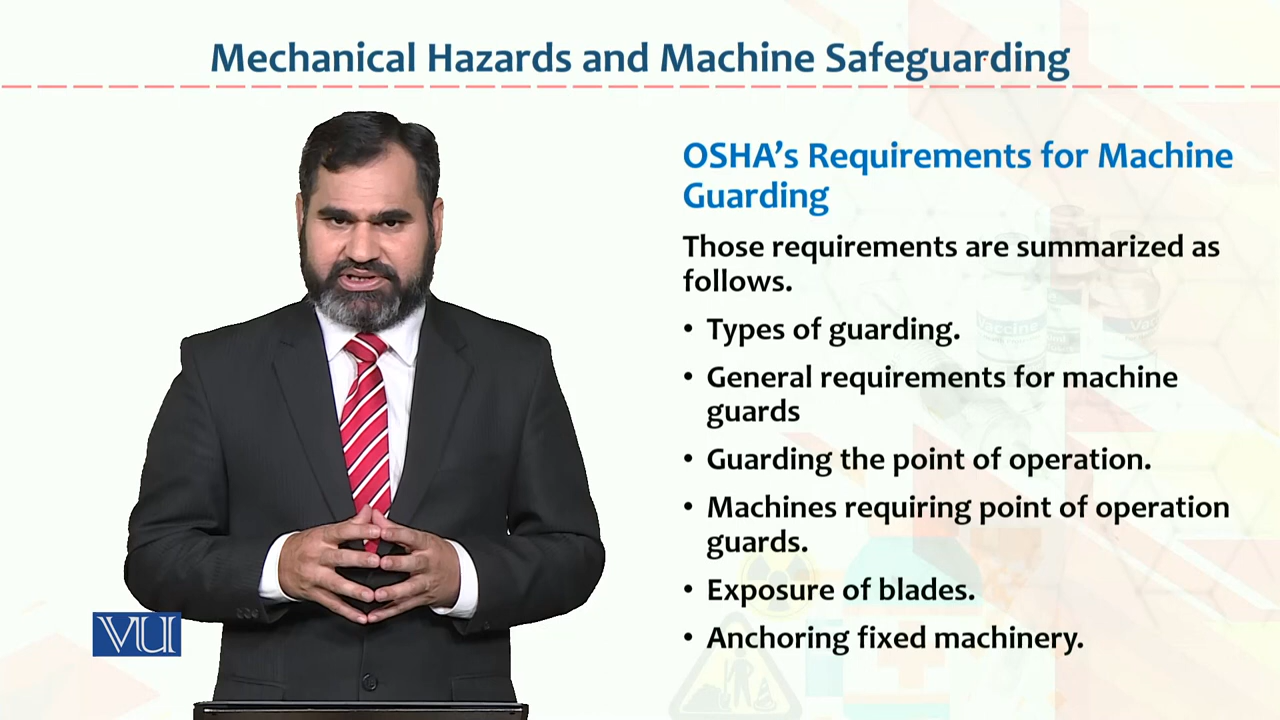 Mechanical Hazards and Machine Safeguarding
OSHA's Requirements for Machine
Guarding
Those requirements are summarized as
follows.
• Types of guarding.
• General requirements for machine
guards
• Guarding the point of operation.
• Machines requiring point of operation
guards.
• Exposure of blades.
• Anchoring fixed machinery.
VU
Vaccine